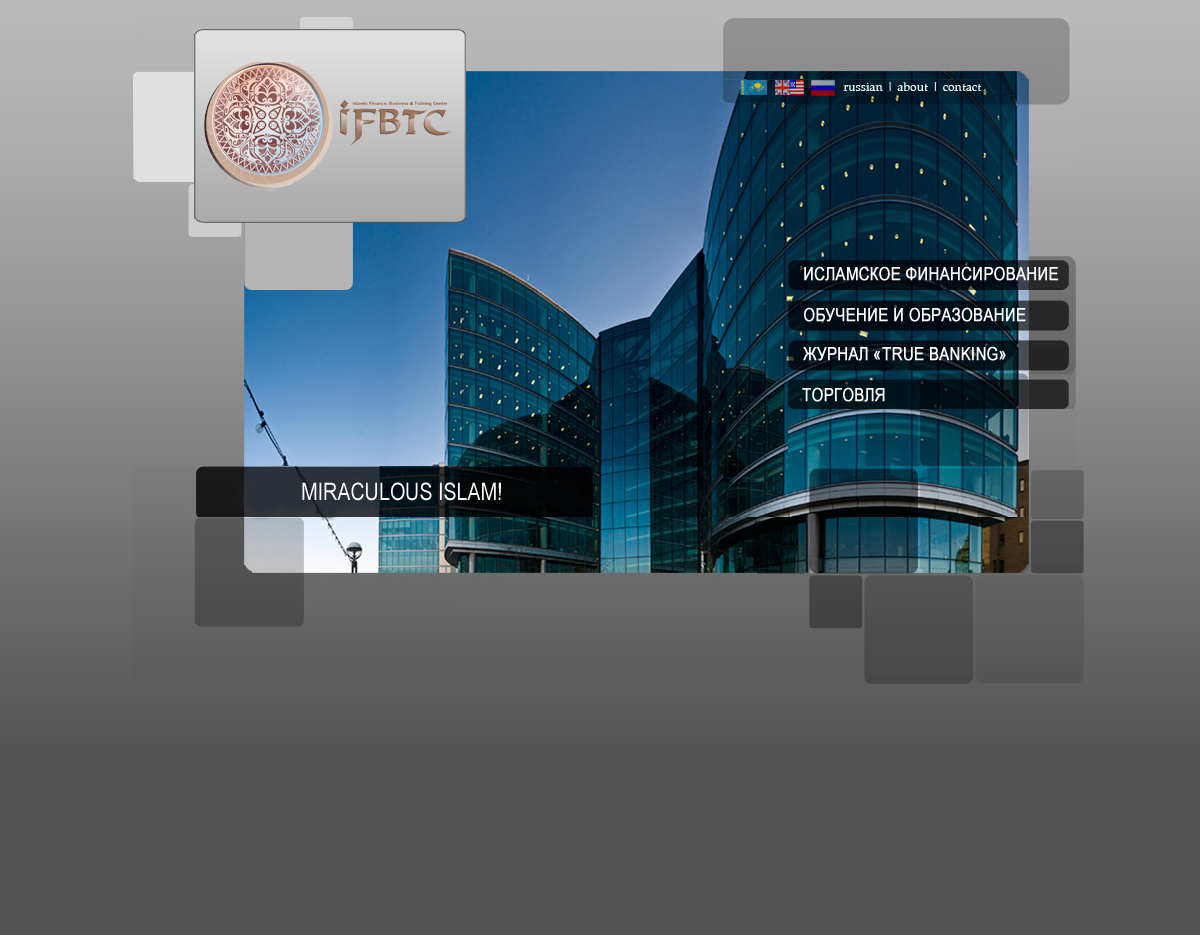 Islamic Finance, Business & Training Center
iFBTC
russian | about | contact
ИСЛАМСКОЕ ФИНАНСИРОВАНИЕ
ОБУЧЕНИЕ И ОБРАЗОВАНИЕ
ЖУРНАЛ «TRUE BANKING»
ТОРГОВЛЯ
MIRACULOUS ISLAM!